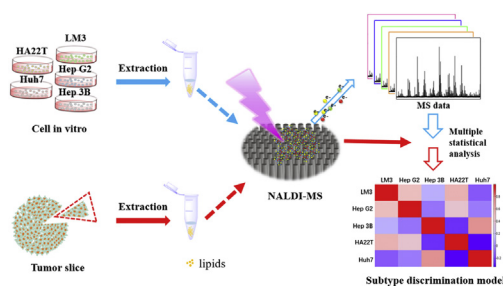 LM3
HA22T
Hep G2
Huh7
Hep 3B
Cell in vitro
Extraction
NALDI-MS
MS data
Multiple
statistical
analysis
Tumor slice
Extraction
lipids
LM3 Hep G2 Hep 3B HA22T Huh7
LM3
Hep G2
Hep 3B
HA22T
Huh7
Subtype discrimination model